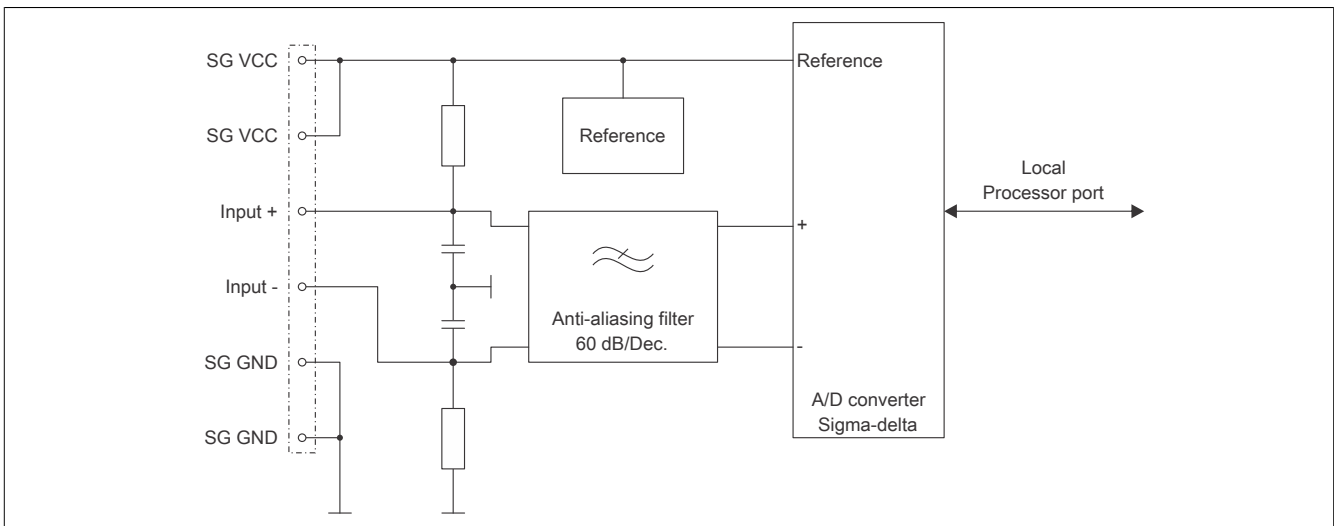 SG VCC
Reference
SG VCC
Reference
Local
Processor port
Input +
+
Input -
Anti-aliasing filter
60 dB/Dec.
-
SG GND
A/D converter
Sigma-delta
SG GND